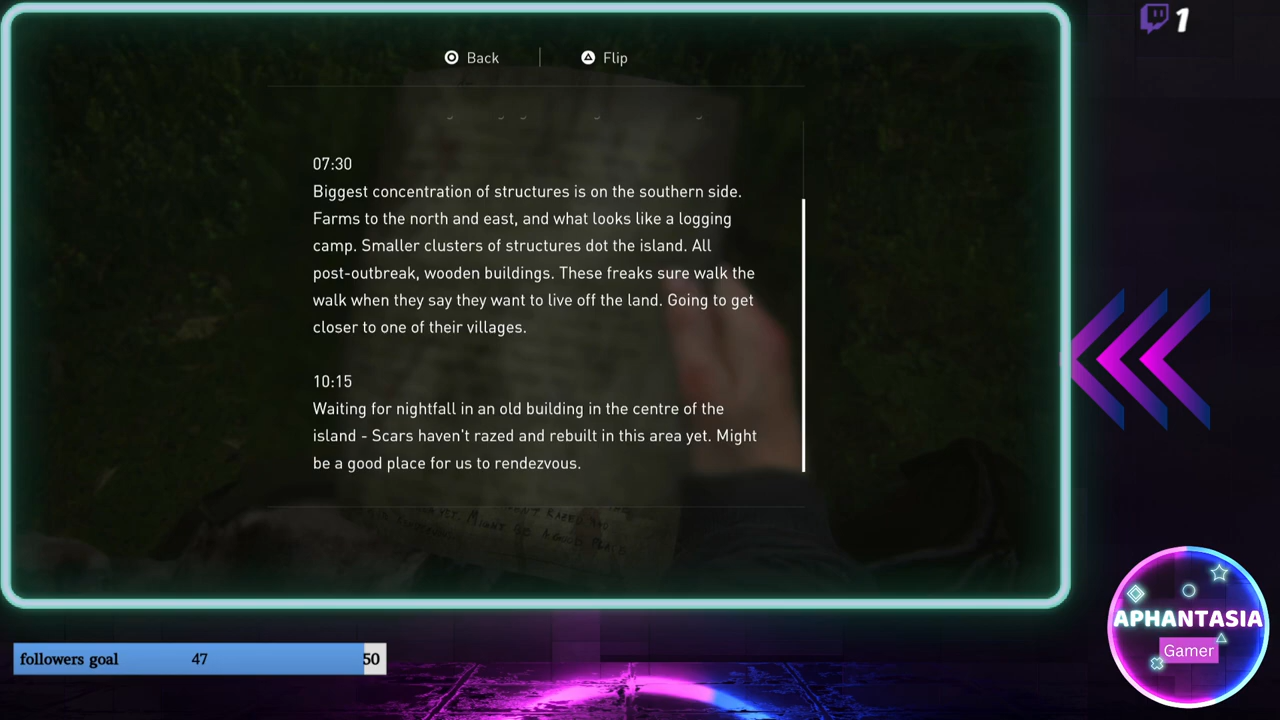 1
Back
Flip
07:30
Biggest concentration of structures is on the southern side.
Farms to the north and east, and what looks like a logging
camp. Smaller clusters of structures dot the island. All
post-outbreak, wooden buildings. These freaks sure walk the
walk when they say they want to live off the land. Going to get
closer to one of their villages.
10:15
Waiting for nightfall in an old building in the centre of the
island - Scars haven't razed and rebuilt in this area yet. Might
be a good place for us to rendezvous.
followers goal 47 50
APHANTASIA
Gamer